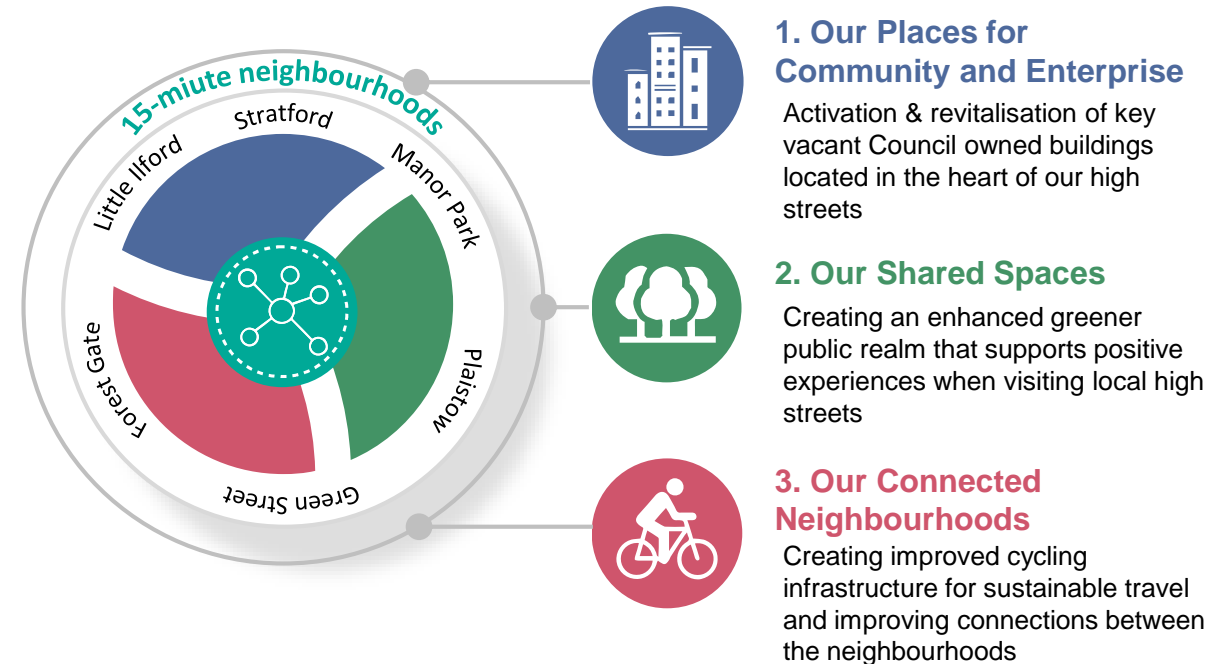 15-miute neighbourhoods
Stratford
Little Ilford
Manor Park
Forest Gate
Plaistow
Green Street
1. Our Places for
Community and Enterprise
Activation & revitalisation of key
vacant Council owned buildings
located in the heart of our high
streets
2. Our Shared Spaces
Creating an enhanced greener
public realm that supports positive
experiences when visiting local high
streets
3. Our Connected
Neighbourhoods
Creating improved cycling
infrastructure for sustainable travel
and improving connections between
the neighbourhoods